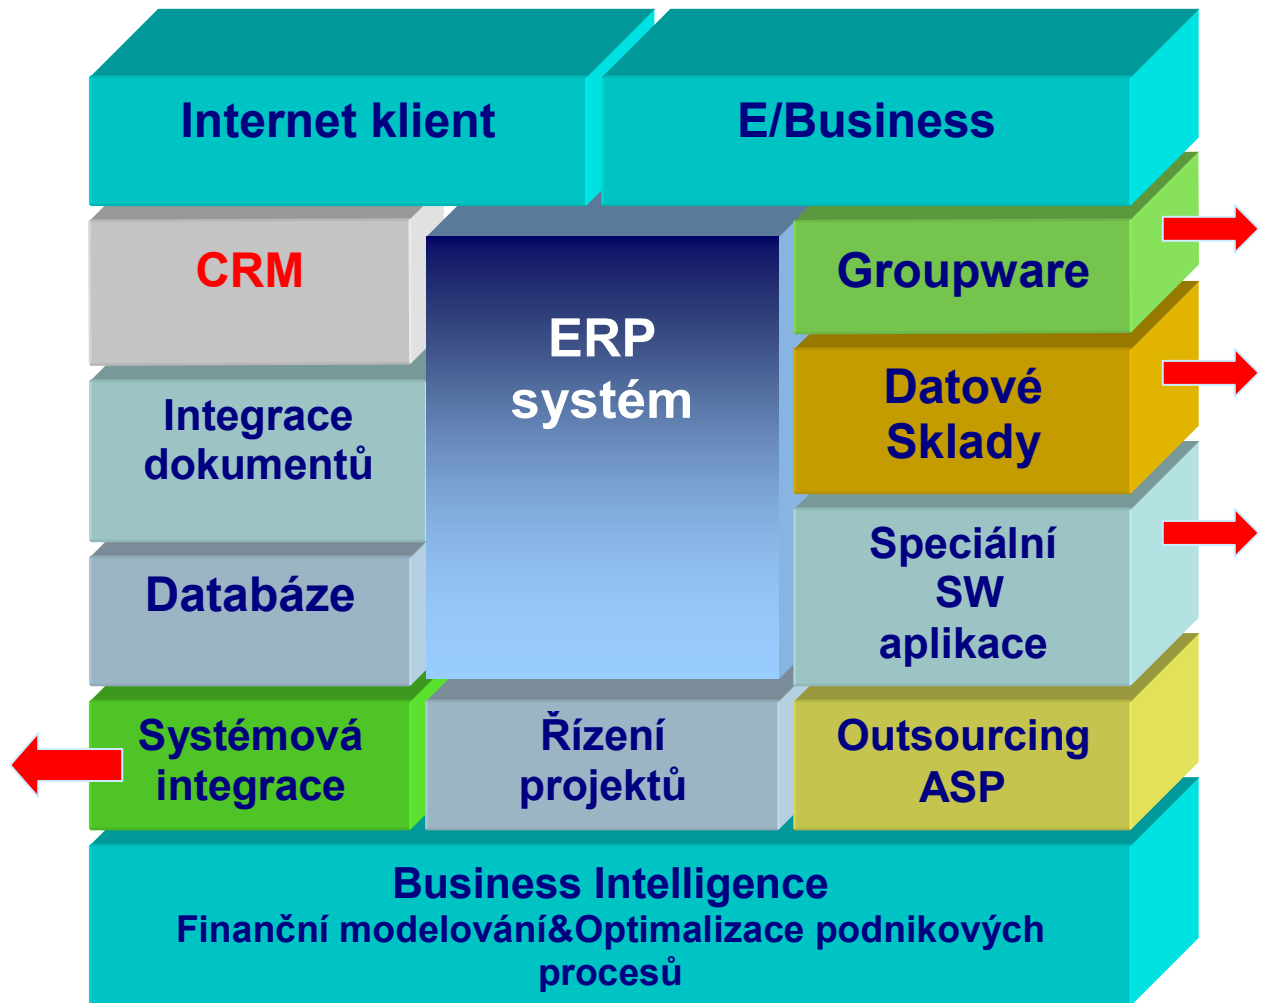 Internet klient
E/Business
CRM
ERP
systém
Groupware
Integrace
dokumentů
Datové
Sklady
Databáze
Speciální
SW
aplikace
Systémová
integrace
Řízení
projektů
Outsourcing
ASP
Business Intelligence
Finanční modelování&Optimalizace podnikových
procesů